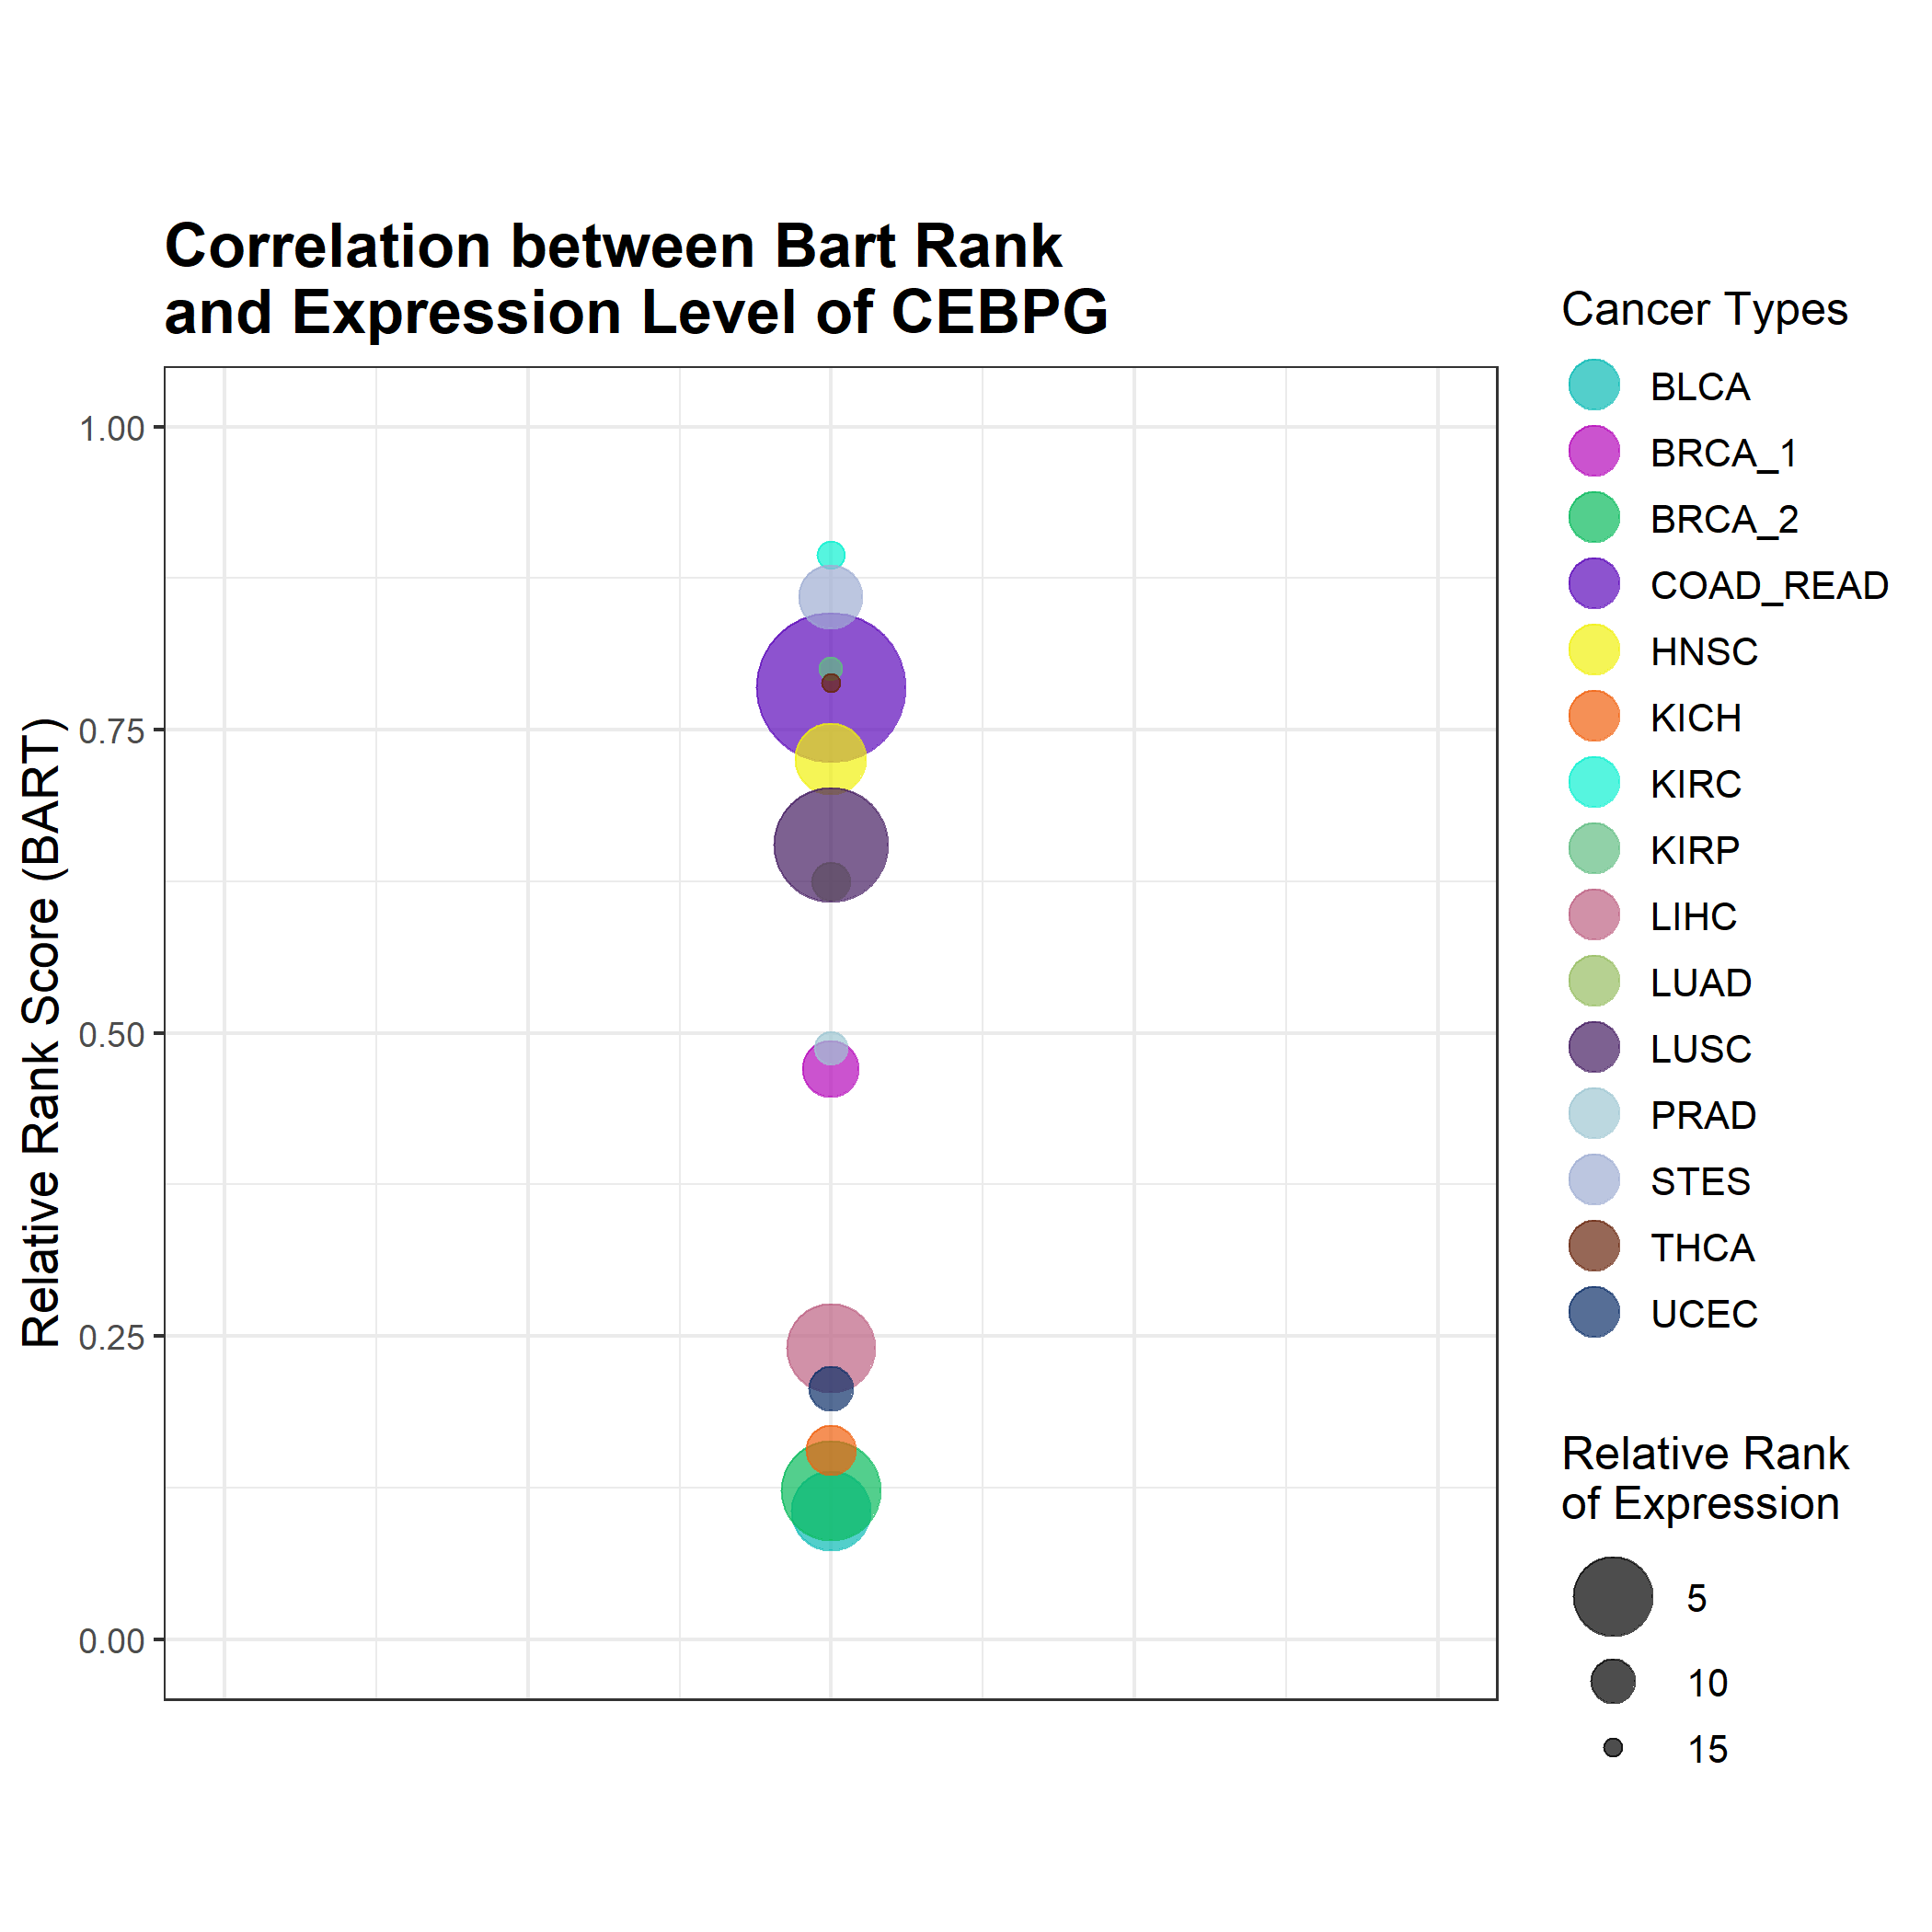 Correlation between Bart Rank
and Expression Level of CEBPG
Relative Rank Score (BART)
1.00
0.75
0.50
0.25
0.00
Cancer Types
BLCA
BRCA_1
BRCA_2
COAD_READ
HNSC
KICH
KIRC
KIRP
LIHC
LUAD
LUSC
PRAD
STES
THCA
UCEC
Relative Rank
of Expression
5
10
15